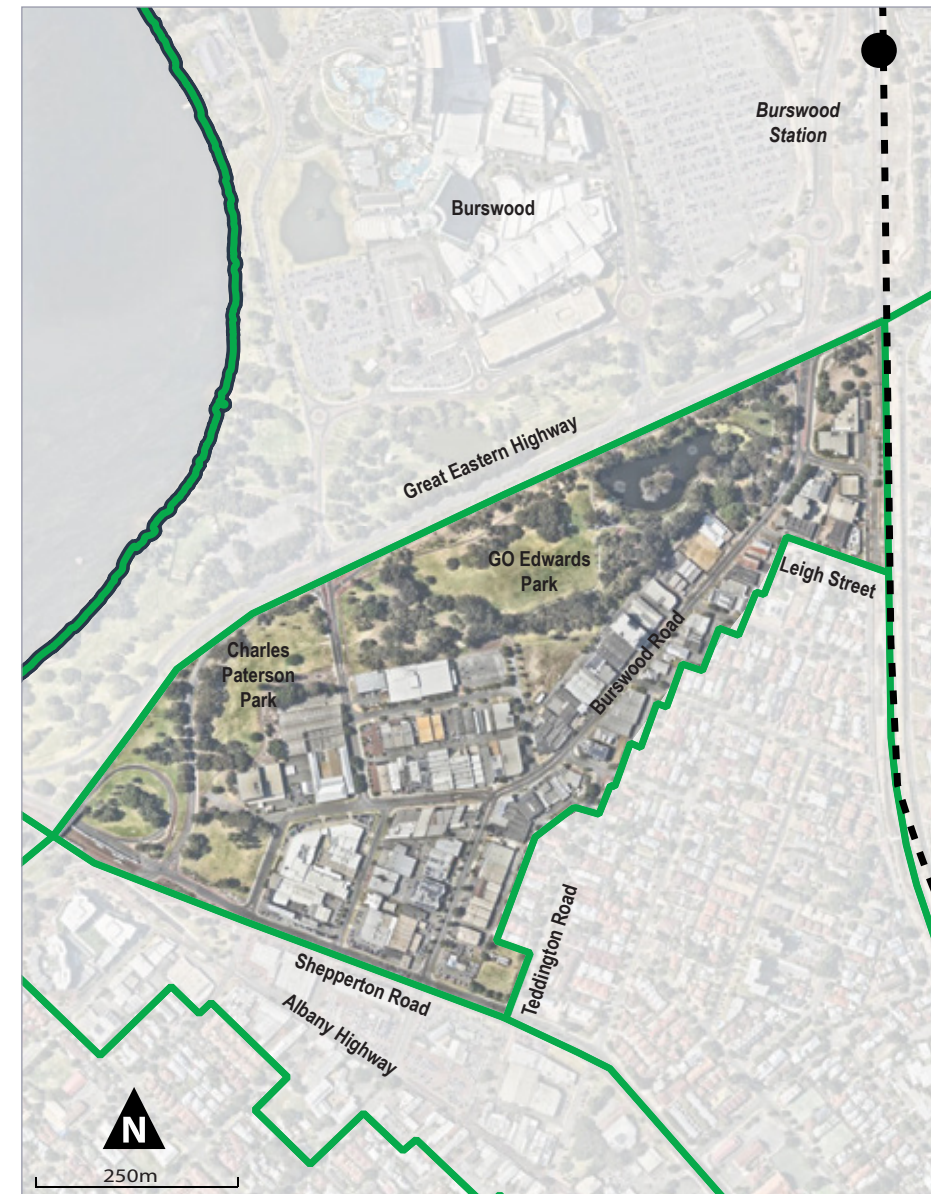 Burswood
Station
Burswood
Great Eastern Highway
GO Edwards
Park
Leigh Street
Charles
Paterson
Park
Burswood Road
Teddington Road
Shepperton Road
Albany Highway
N
250m